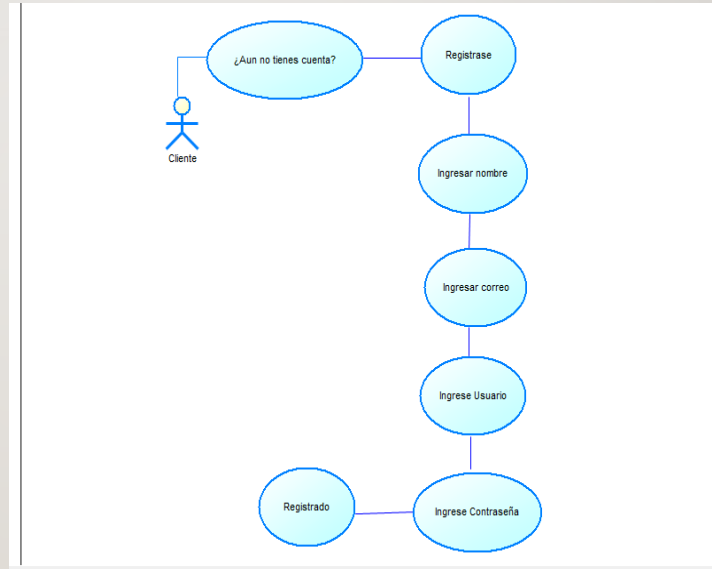 ¿Aun no tienes cuenta?
Registrase
Cliente
Ingresar nombre
Ingresar correo
Ingrese Usuario
Ingrese Contraseña
Registrado